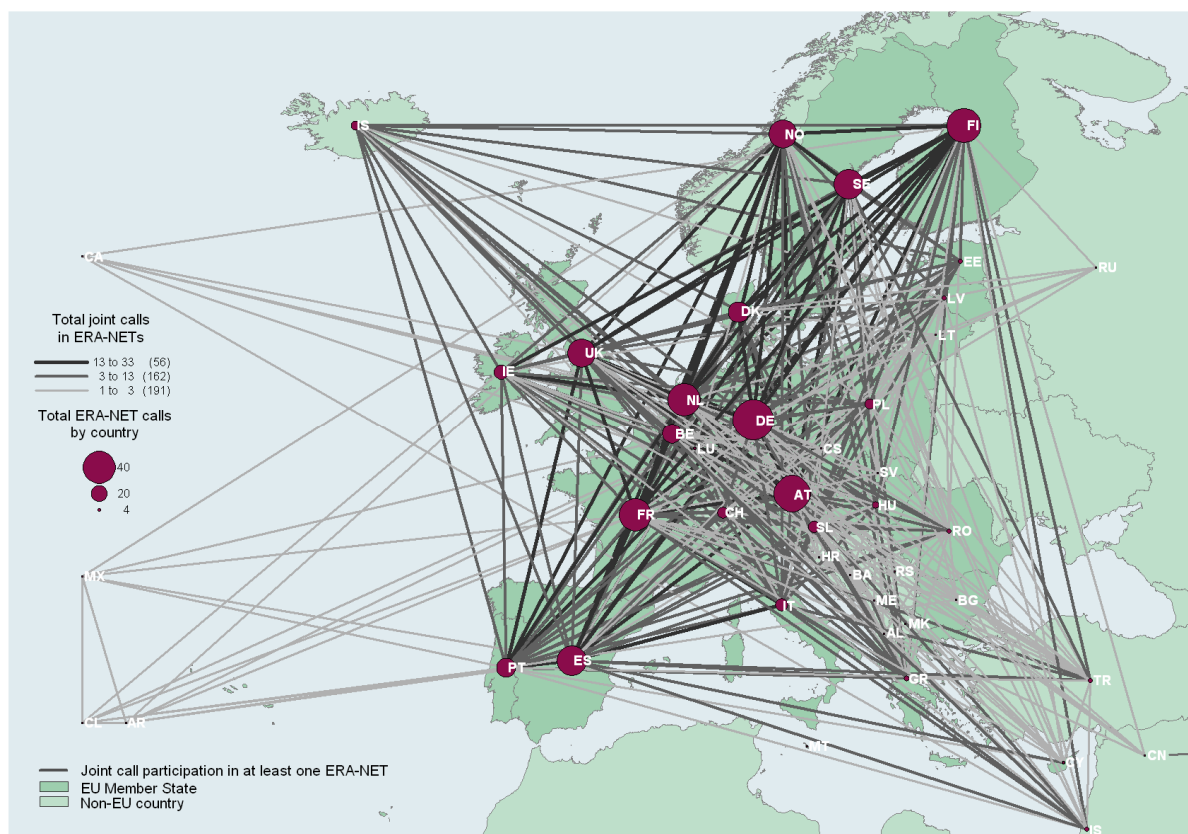 IS
NO
FI
SE
CA
EE
RU
LV
DK
LT
Total joint calls
in ERA-NETs
13 to 33 (56)
3 to 13 (162)
1 to 3 (191)
Total ERA-NET calls
by country
40
20
4
UK
IE
NL
PL
DE
BE
LU
CS
SV
AT
HU
FR
CH
SL
RO
HR
RS
BA
MX
ME
BG
IT
MK
AL
PT
ES
GR
TR
CL
AR
MT
CY
CN
IS
Joint call participation in at least one ERA-NET
EU Member State
Non-EU country